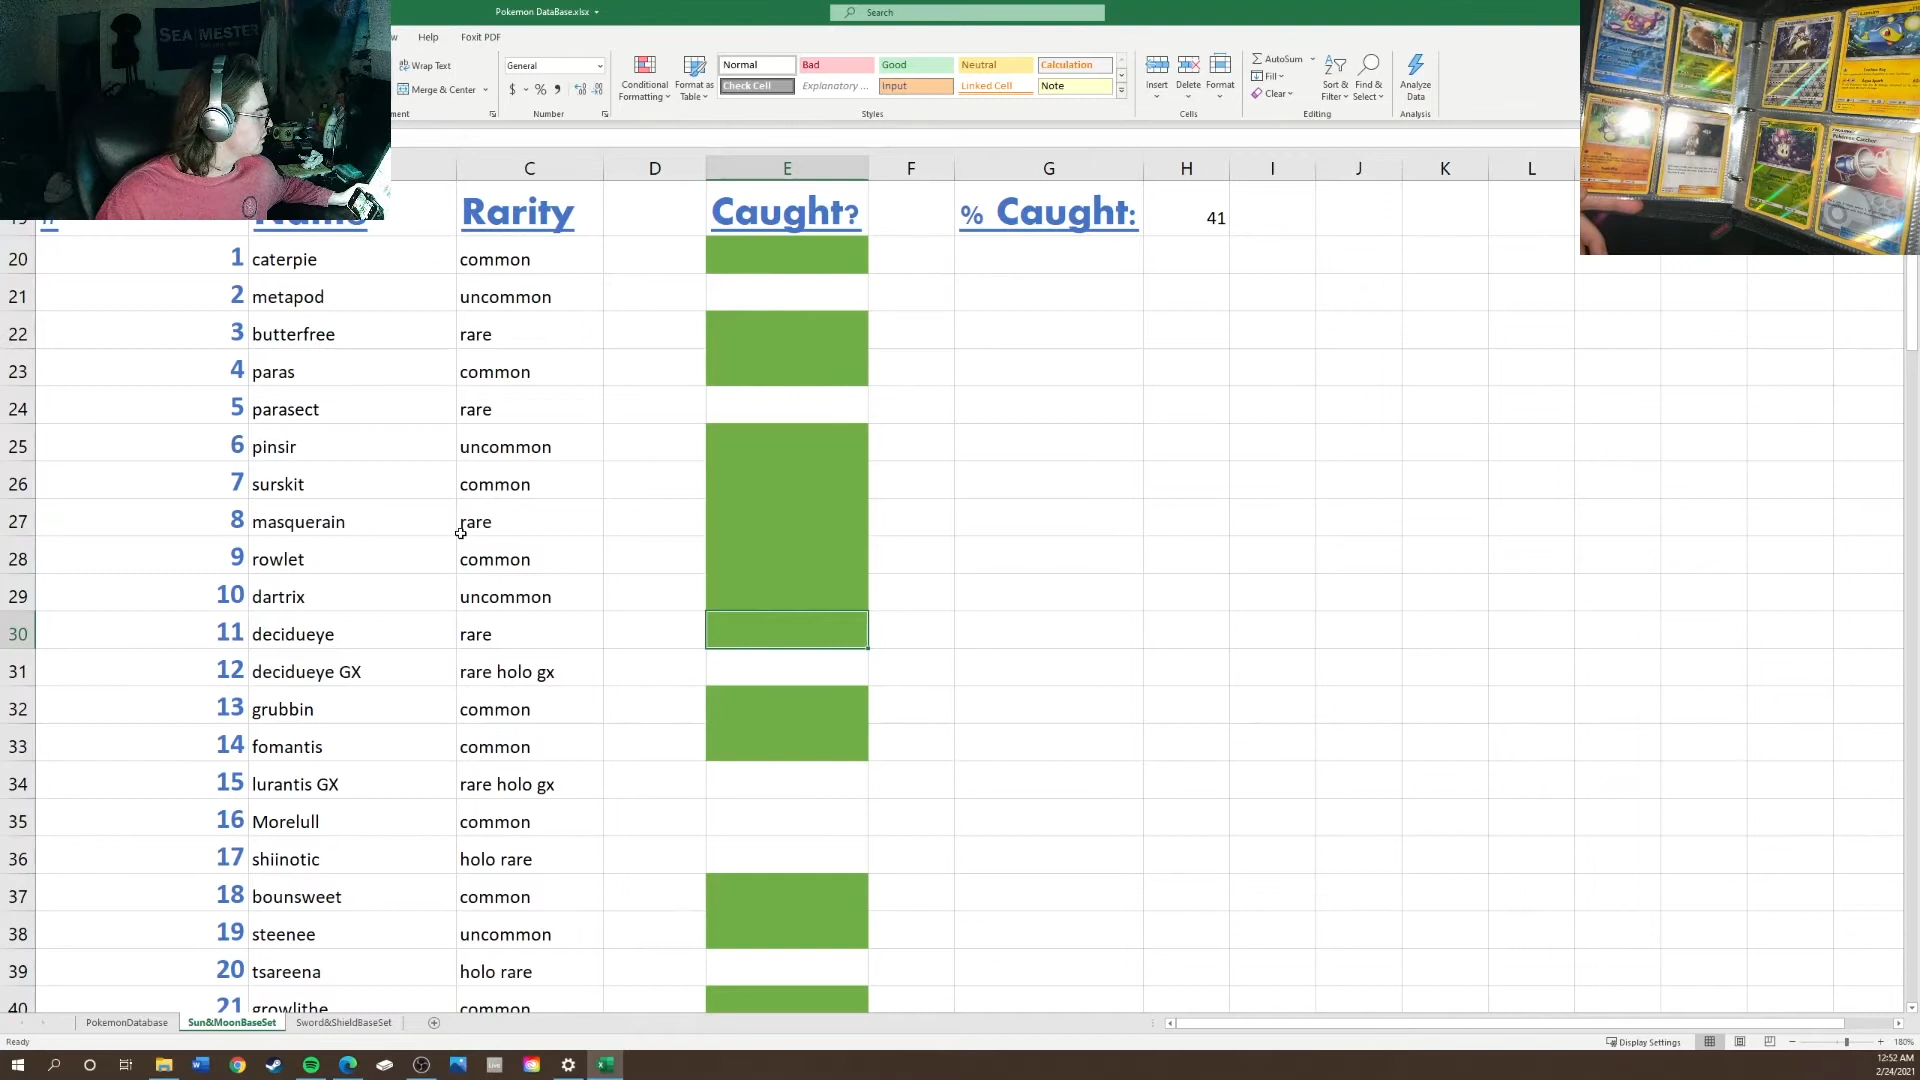 Pokemon DataBase.xlsx
Search
SEA MESTER
w Help Foxit PDF
Wrap Text
Merge & Center
General
$ % ,
Conditional Formatting
Format as Table
Normal Bad Good Neutral Calculation
Check Cell Explanatory ... Input Linked Cell Note
Insert Delete Format
AutoSum
Fill
Clear
Sort & Filter
Find & Select
Analyze Data
ment Number Styles Cells Editing Analysis
C D E F G H I J K L
Rarity Caught? % Caught: 41
20 1 caterpie common
21 2 metapod uncommon
22 3 butterfree rare
23 4 paras common
24 5 parasect rare
25 6 pinsir uncommon
26 7 surskit common
27 8 masquerain rare
28 9 rowlet common
29 10 dartrix uncommon
30 11 decidueye rare
31 12 decidueye GX rare holo gx
32 13 grubbin common
33 14 fomantis common
34 15 lurantis GX rare holo gx
35 16 Morelull common
36 17 shiinotic holo rare
37 18 bounsweet common
38 19 steenee uncommon
39 20 tsareena holo rare
40 21 growlithe common
PokemonDatabase Sun&MoonBaseSet Sword&ShieldBaseSet
Ready Display Settings 180%
12:52 AM
2/24/2021